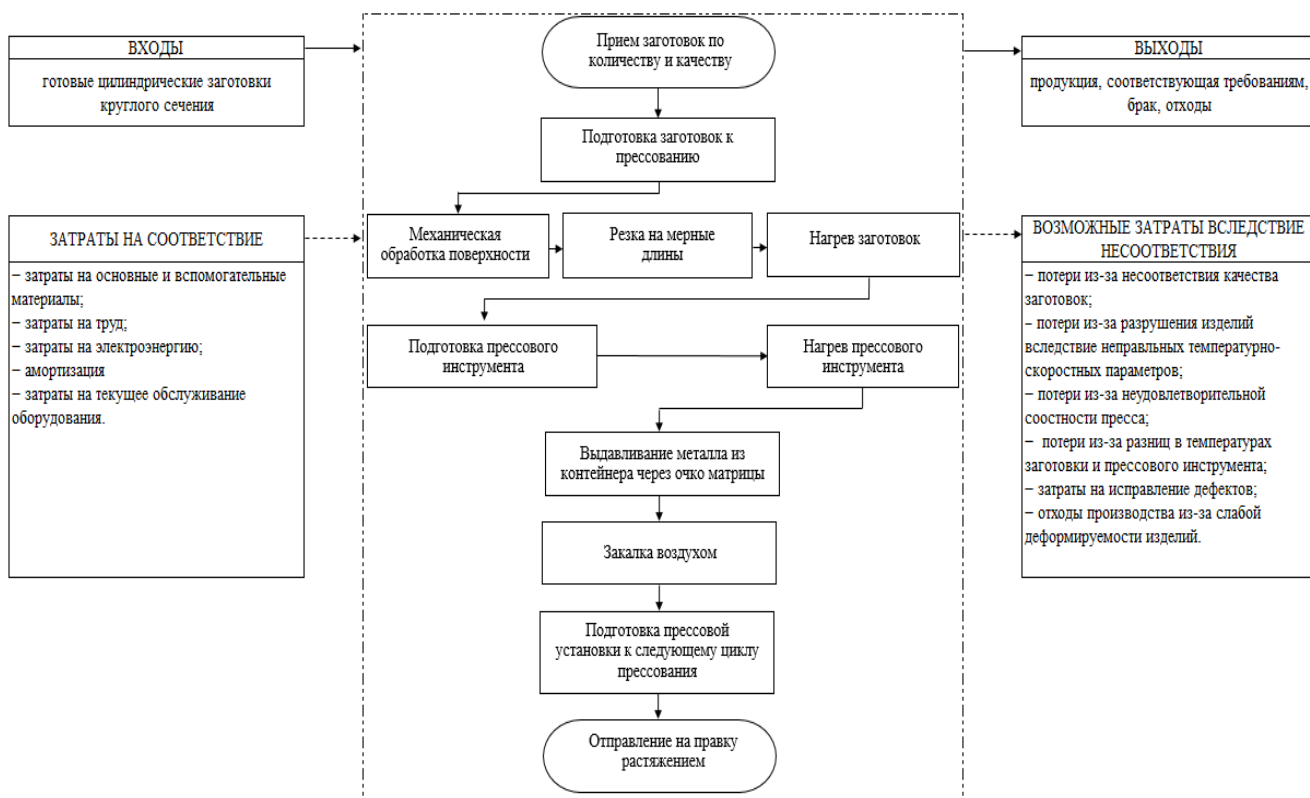 ВХОДЫ
готовые цилиндрические заготовки
круглого сечения
ЗАТРАТЫ НА СООТВЕТСТВИЕ
− затраты на основные и вспомогательные
материалы;
− затраты на труд;
− затраты на электроэнергию;
− амортизация
− затраты на текущее обслуживание
оборудования.
Прием заготовок по
количеству и качеству
Подготовка заготовок к
прессованию
Механическая
обработка поверхности
Резка на мерные
длины
Нагрев заготовок
Подготовка прессового
инструмента
Нагрев прессового
инструмента
Выдавливание металла из
контейнера через очко матрицы
Закалка воздухом
Подготовка прессовой
установки к следующему циклу
прессования
Отправление на правку
растяжением
ВЫХОДЫ
продукция, соответствующая требованиям,
брак, отходы
ВОЗМОЖНЫЕ ЗАТРАТЫ ВСЛЕДСТВИЕ
НЕСООТВЕТСТВИЯ
− потери из-за несоответствия качества
заготовок;
− потери из-за разрушения изделий
вследствие неправльных температурно-
скоростных параметров;
− потери из-за неудовлетворительной
соостности пресса;
− потери из-за разниц в температурах
заготовки и прессового инструмента;
− затраты на исправление дефектов;
− отходы производства из-за слабой
деформируемости изделий.